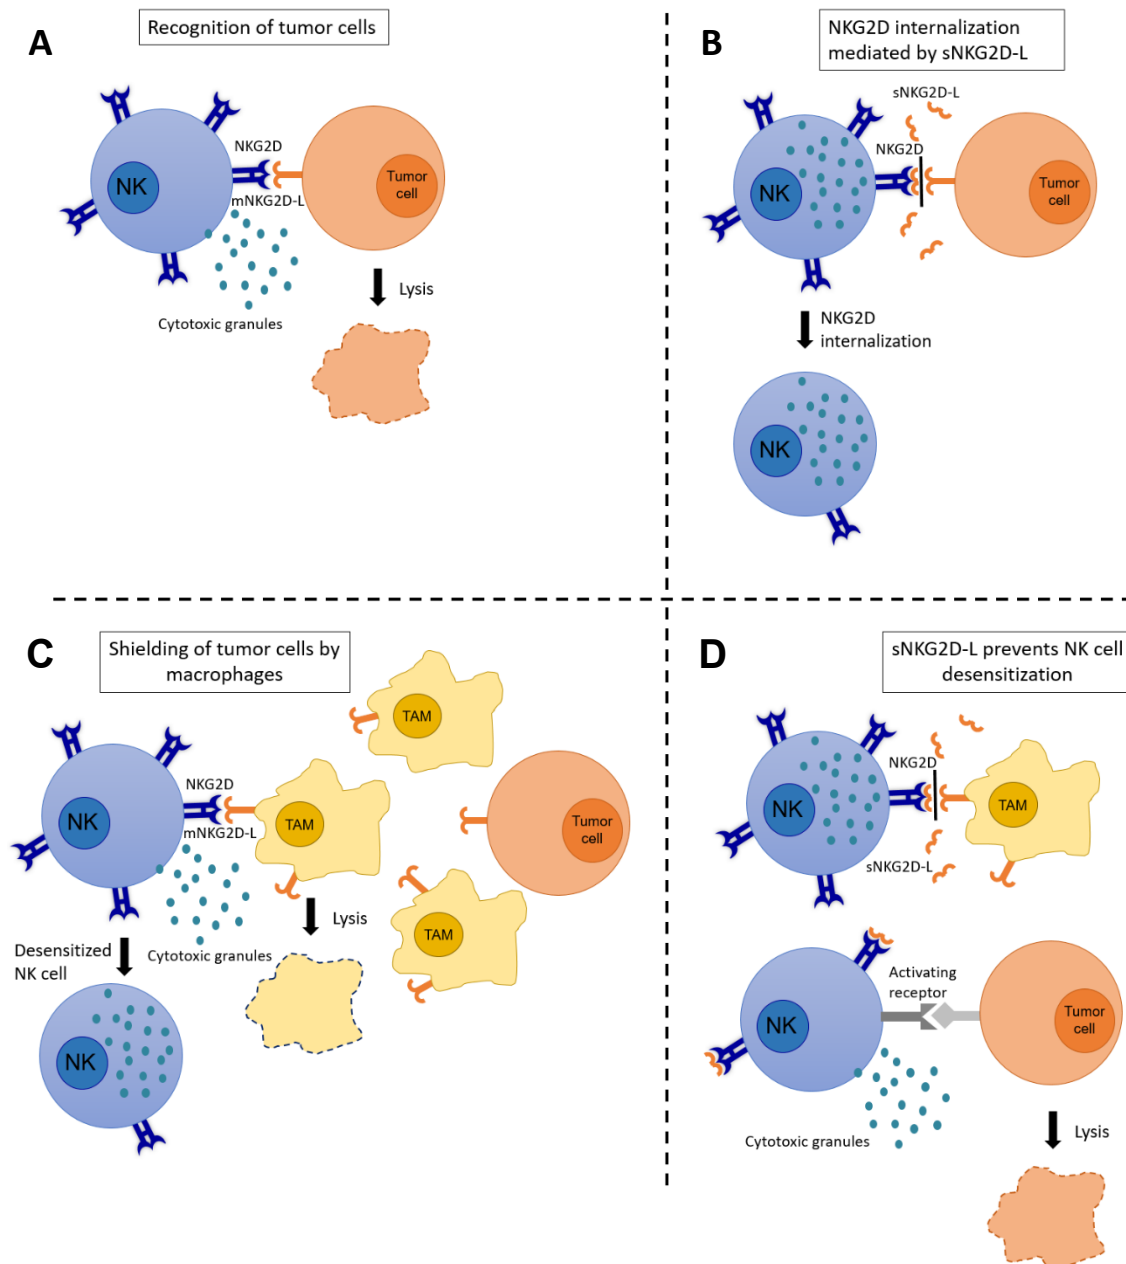 A
Recognition of tumor cells
NKG2D
mNKG2D-L
NK
Tumor
cell
Cytotoxic granules
Lysis
B
NKG2D internalization
mediated by sNKG2D-L
sNKG2D-L
NKG2D
NK
Tumor
cell
NKG2D
internalization
NK
C
Shielding of tumor cells by
macrophages
TAM
NKG2D
mNKG2D-L
NK
TAM
Tumor
cell
TAM
Lysis
Desensitized
NK cell
Cytotoxic granules
NK
D
sNKG2D-L prevents NK cell
desensitization
NKG2D
NK
TAM
sNKG2D-L
Activating
receptor
NK
Tumor
cell
Cytotoxic granules
Lysis